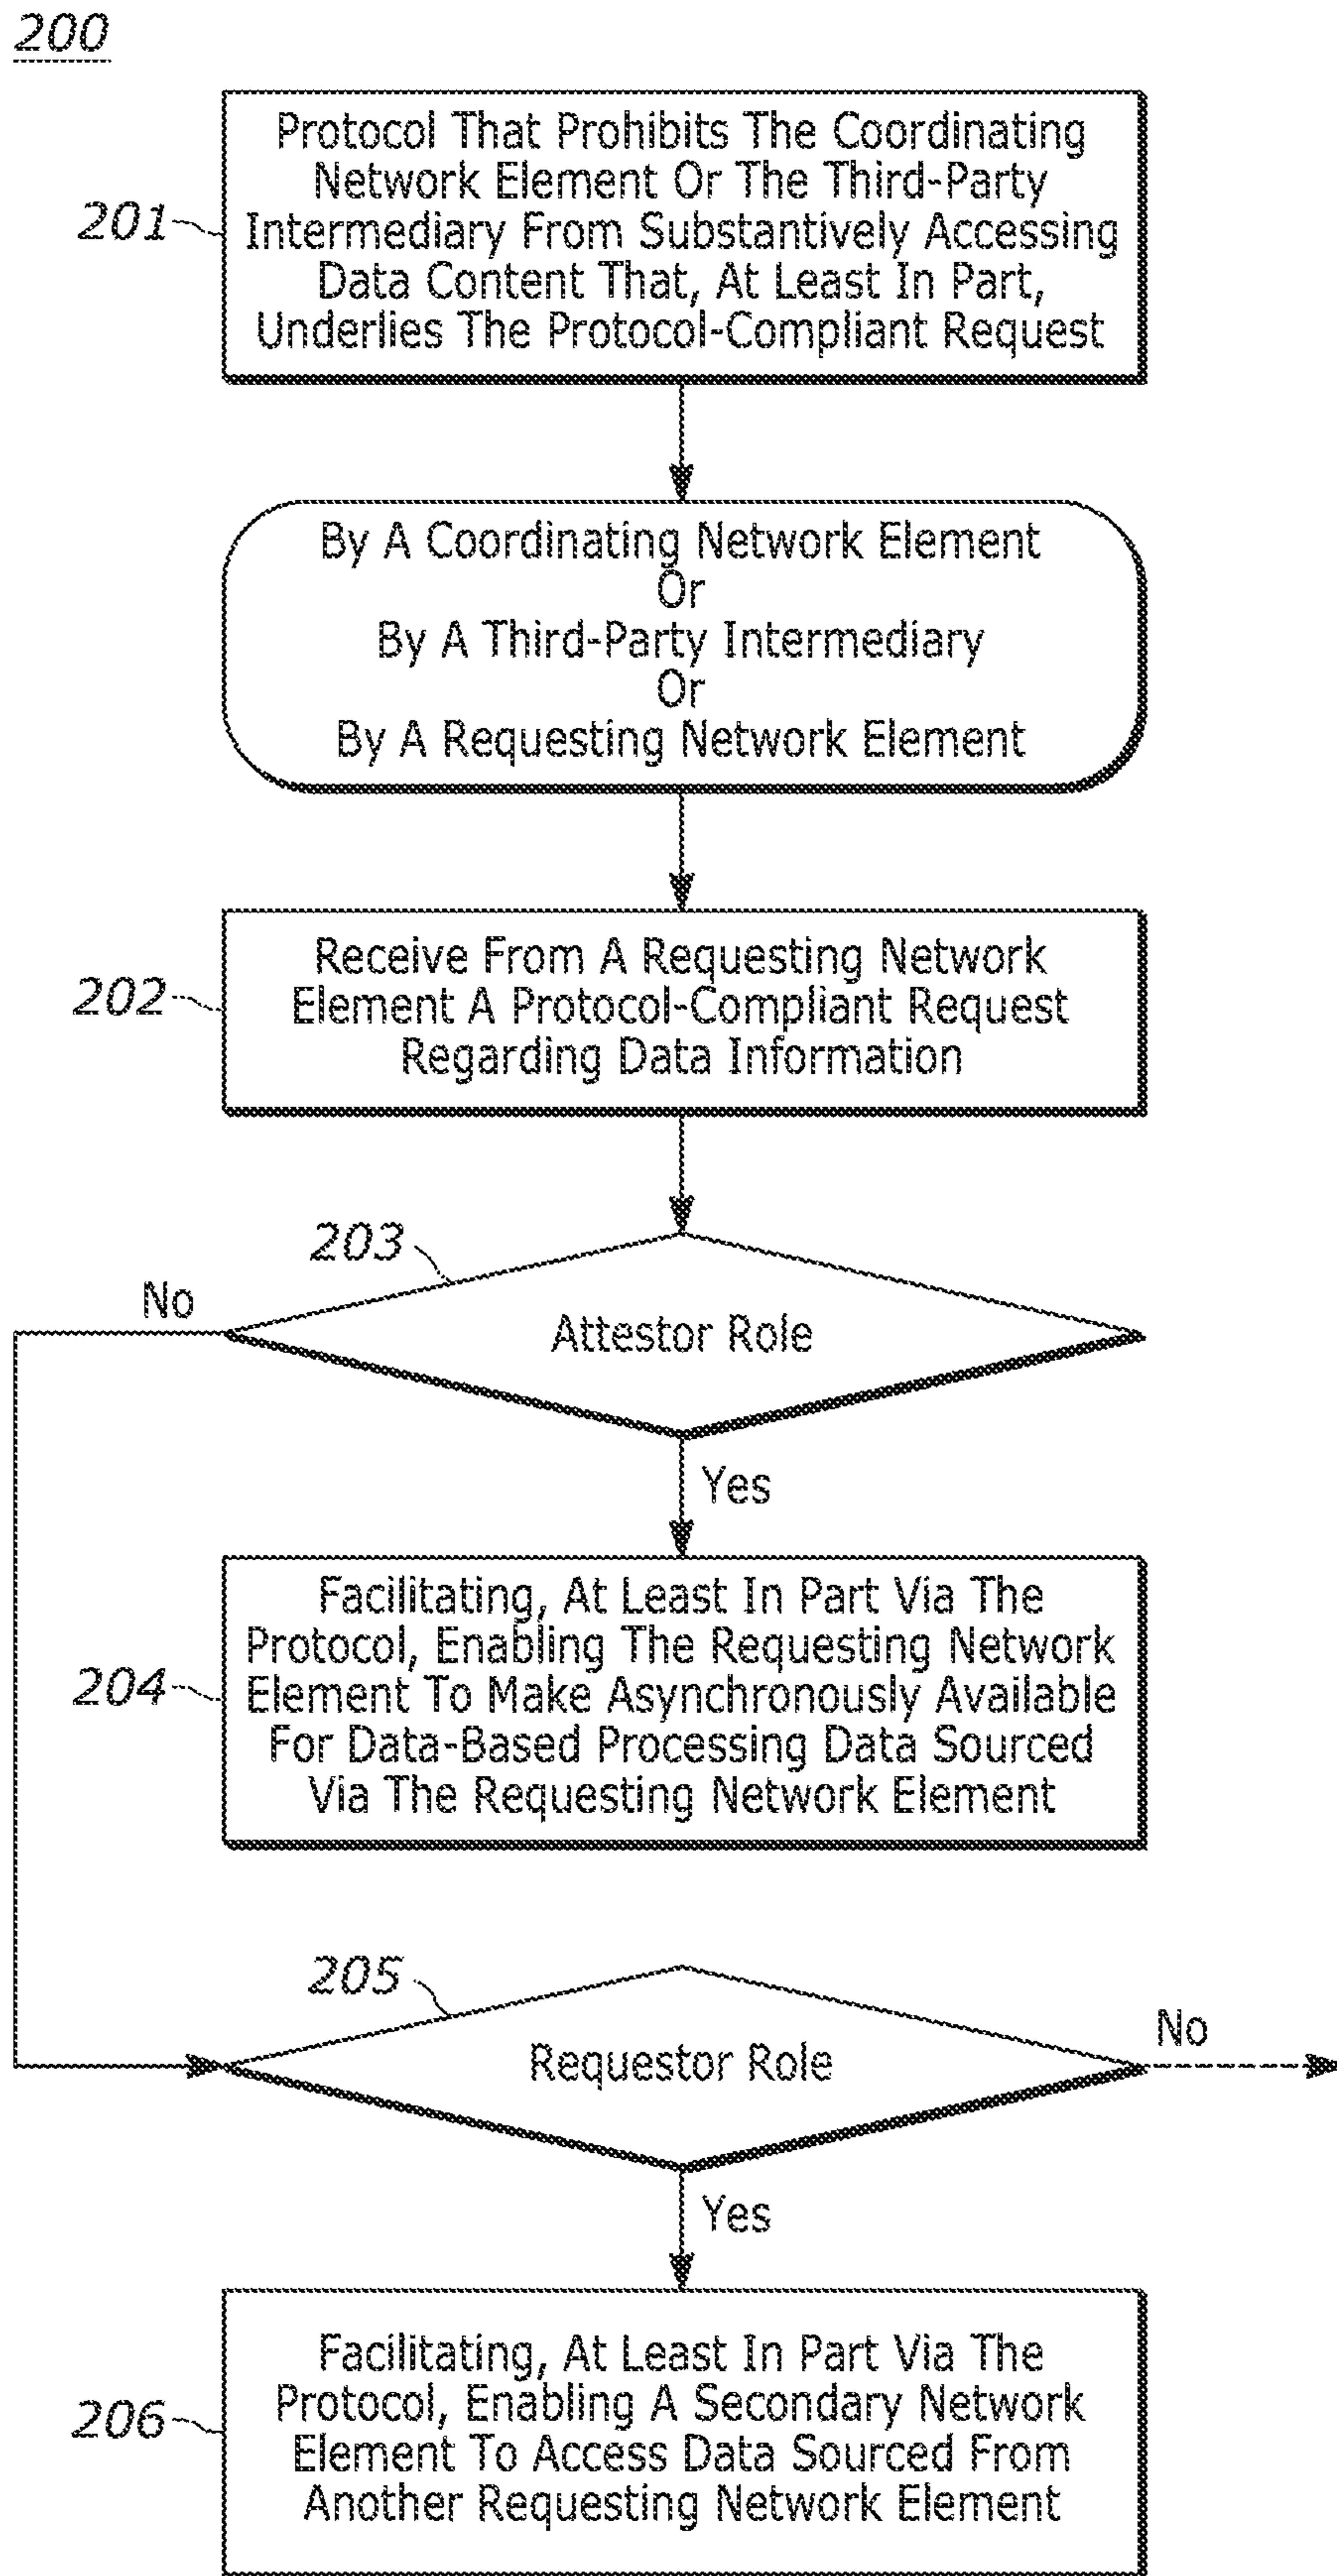 200
Protocol That Prohibits The Coordinating
Network Element Or The Third-Party
Intermediary From Substantively Accessing
Data Content That, At Least In Part,
Underlies The Protocol-Compliant Request
201
By A Coordinating Network Element
Or
By A Third-Party Intermediary
Or
By A Requesting Network Element
Receive From A Requesting Network
Element A Protocol-Compliant Request
Regarding Data Information
202
203
No
Attestor Role
Yes
Facilitating, At Least In Part Via The
Protocol, Enabling The Requesting Network
Element To Make Asynchronously Available
For Data-Based Processing Data Sourced
Via The Requesting Network Element
204
205
Requestor Role
No
Yes
Facilitating, At Least In Part Via The
Protocol, Enabling A Secondary Network
Element To Access Data Sourced From
Another Requesting Network Element
206